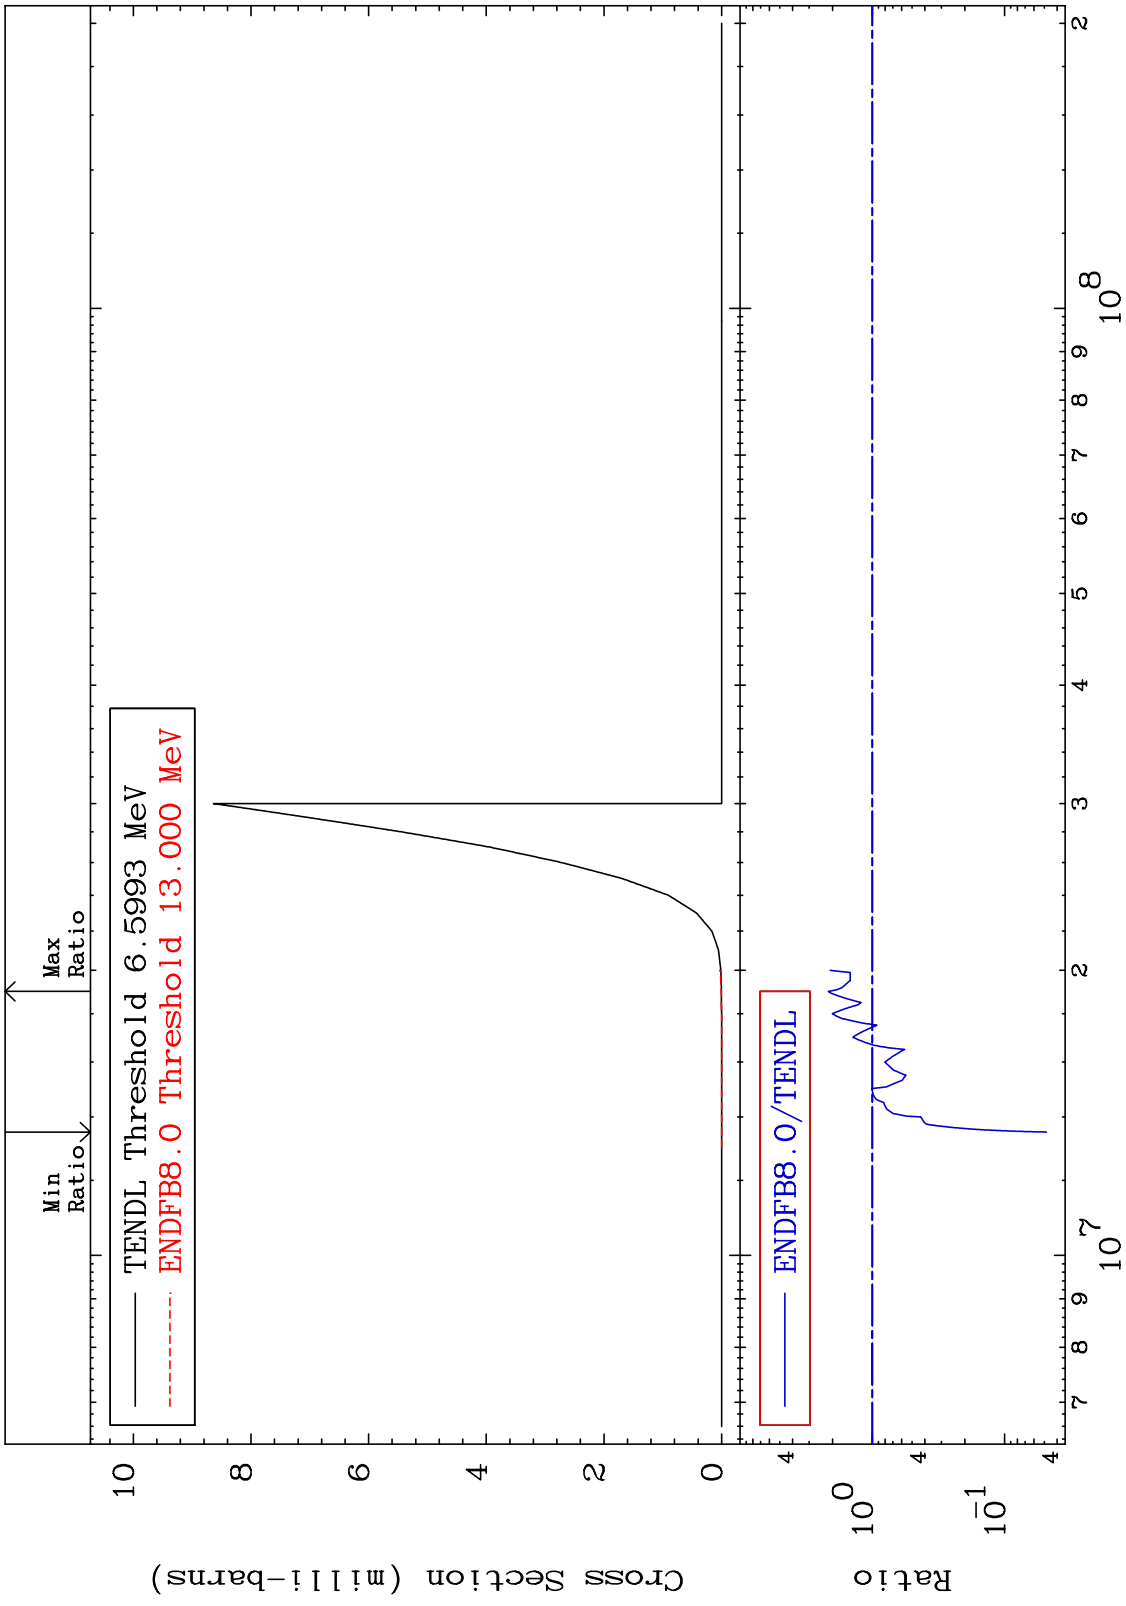 Min
Ratio
Max
Ratio
TENDL Threshold 6.5993 MeV
ENDFB8.0 Threshold 13.000 MeV
10
8
6
4
2
0
Cross Section (milli-barns)
ENDFB8.0/TENDL
4
10^0
4
10^-1
4
Ratio
7 8 9 10^7 2 3 4 5 6 7 8 9 10^8 2